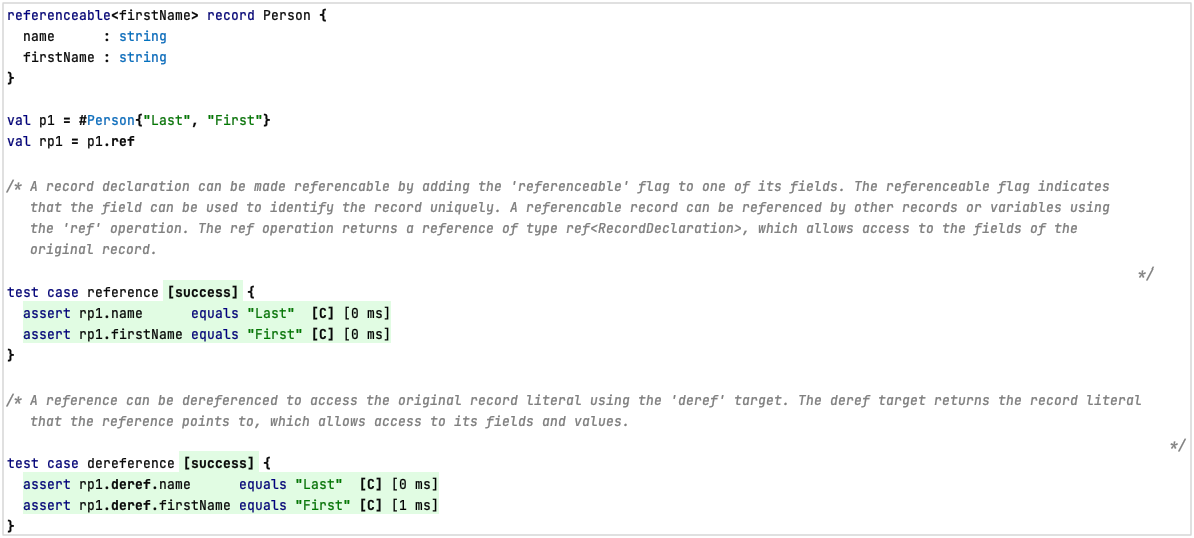 referenceable<firstName> record Person {
  name      : string
  firstName : string
}
val p1 = #Person{"Last", "First"}
val rp1 = p1.ref
/* A record declaration can be made referencable by adding the 'referenceable' flag to one of its fields. The referenceable flag indicates
   that the field can be used to identify the record uniquely. A referencable record can be referenced by other records or variables using
   the 'ref' operation. The ref operation returns a reference of type ref<RecordDeclaration>, which allows access to the fields of the
   original record.
*/
test case reference [success] {
  assert rp1.name      equals "Last"  [C] [0 ms]
  assert rp1.firstName equals "First" [C] [0 ms]
}
/* A reference can be dereferenced to access the original record literal using the 'deref' target. The deref target returns the record literal
   that the reference points to, which allows access to its fields and values.
*/
test case dereference [success] {
  assert rp1.deref.name      equals "Last"  [C] [0 ms]
  assert rp1.deref.firstName equals "First" [C] [1 ms]
}